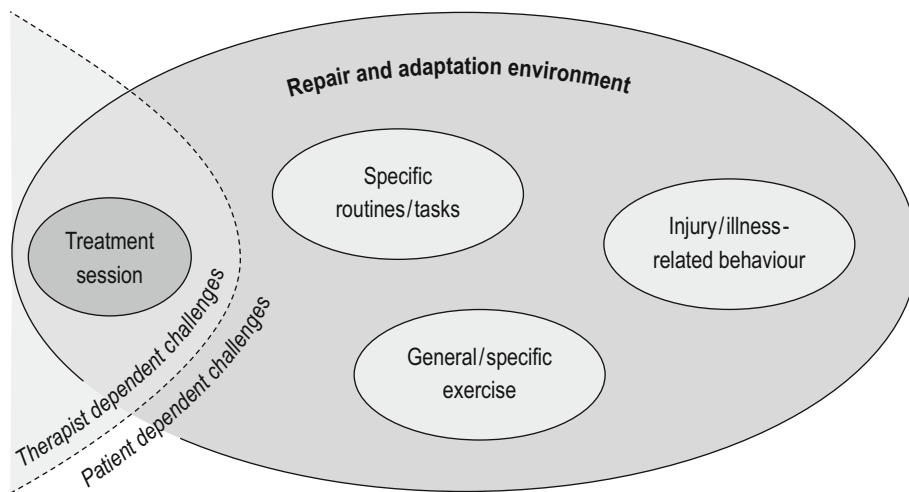 Repair and adaptation environment
Specific
routines/tasks
Treatment
session
Injury/illness-
related behaviour
General/specific
exercise
Therapist dependent challenges
Patient dependent challenges